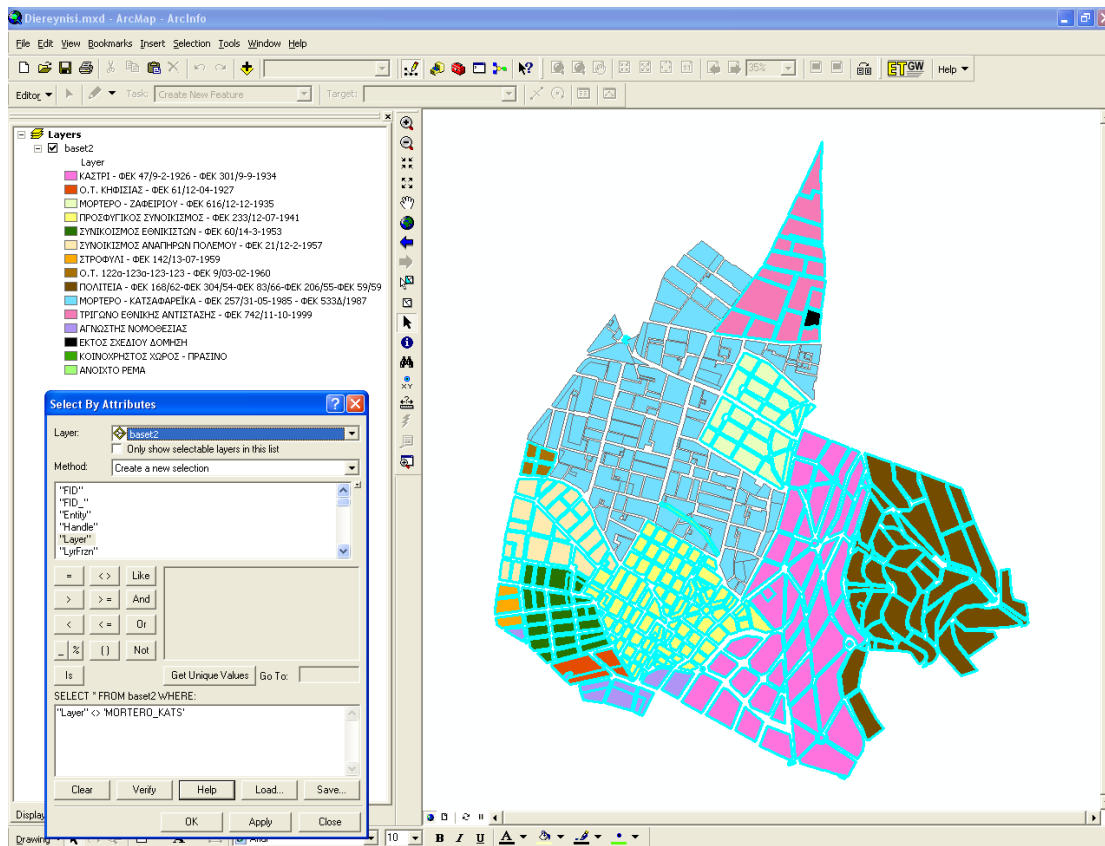 Diereynisi.mxd - ArcMap - ArcInfo
File Edit View Bookmarks Insert Selection Tools Window Help
35% ET GW Help
Editor Task: Create New Feature Target:
Layers
baset2
Layer
ΚΑΣΤΡΙ - ΦΕΚ 47/9-2-1926 - ΦΕΚ 301/9-9-1934
Ο.Τ. ΚΗΦΙΣΙΑΣ - ΦΕΚ 61/12-04-1927
ΜΟΡΤΕΡΟ - ΖΑΦΕΙΡΙΟΥ - ΦΕΚ 616/12-12-1935
ΠΡΟΣΦΥΓΙΚΟΣ ΣΥΝΟΙΚΙΣΜΟΣ - ΦΕΚ 233/12-07-1941
ΣΥΝΙΚΟΙΣΜΟΣ ΕΘΝΙΚΙΣΤΩΝ - ΦΕΚ 60/14-3-1953
ΣΥΝΟΙΚΙΣΜΟΣ ΑΝΑΠΗΡΩΝ ΠΟΛΕΜΟΥ - ΦΕΚ 21/12-2-1957
ΣΤΡΟΦΥΛΙ - ΦΕΚ 142/13-07-1959
Ο.Τ. 122α-123α-123-123 - ΦΕΚ 9/03-02-1960
ΠΟΛΙΤΕΙΑ - ΦΕΚ 168/62-ΦΕΚ 304/54-ΦΕΚ 83/66-ΦΕΚ 206/55-ΦΕΚ 59/59
ΜΟΡΤΕΡΟ - ΚΑΤΣΑΦΑΡΕΪΚΑ - ΦΕΚ 257/31-05-1985 - ΦΕΚ 533Δ/1987
ΤΡΙΓΩΝΟ ΕΘΝΙΚΗΣ ΑΝΤΙΣΤΑΣΗΣ - ΦΕΚ 742/11-10-1999
ΑΓΝΩΣΤΗΣ ΝΟΜΟΘΕΣΙΑΣ
ΕΚΤΟΣ ΣΧΕΔΙΟΥ ΔΟΜΗΣΗ
ΚΟΙΝΟΧΡΗΣΤΟΣ ΧΩΡΟΣ - ΠΡΑΣΙΝΟ
ΑΝΟΙΧΤΟ ΡΕΜΑ
Select By Attributes
Layer: baset2
Only show selectable layers in this list
Method: Create a new selection
"FID"
"FID_"
"Entity"
"Handle"
"Layer"
"LyrFrzn"
= <> Like
> > = And
< < = Or
_ % ( ) Not
Is Get Unique Values Go To:
SELECT * FROM baset2 WHERE:
"Layer" <> 'MORTERO_KATS'
Clear Verify Help Load... Save...
OK Apply Close
Display
Drawing 10 B I U A